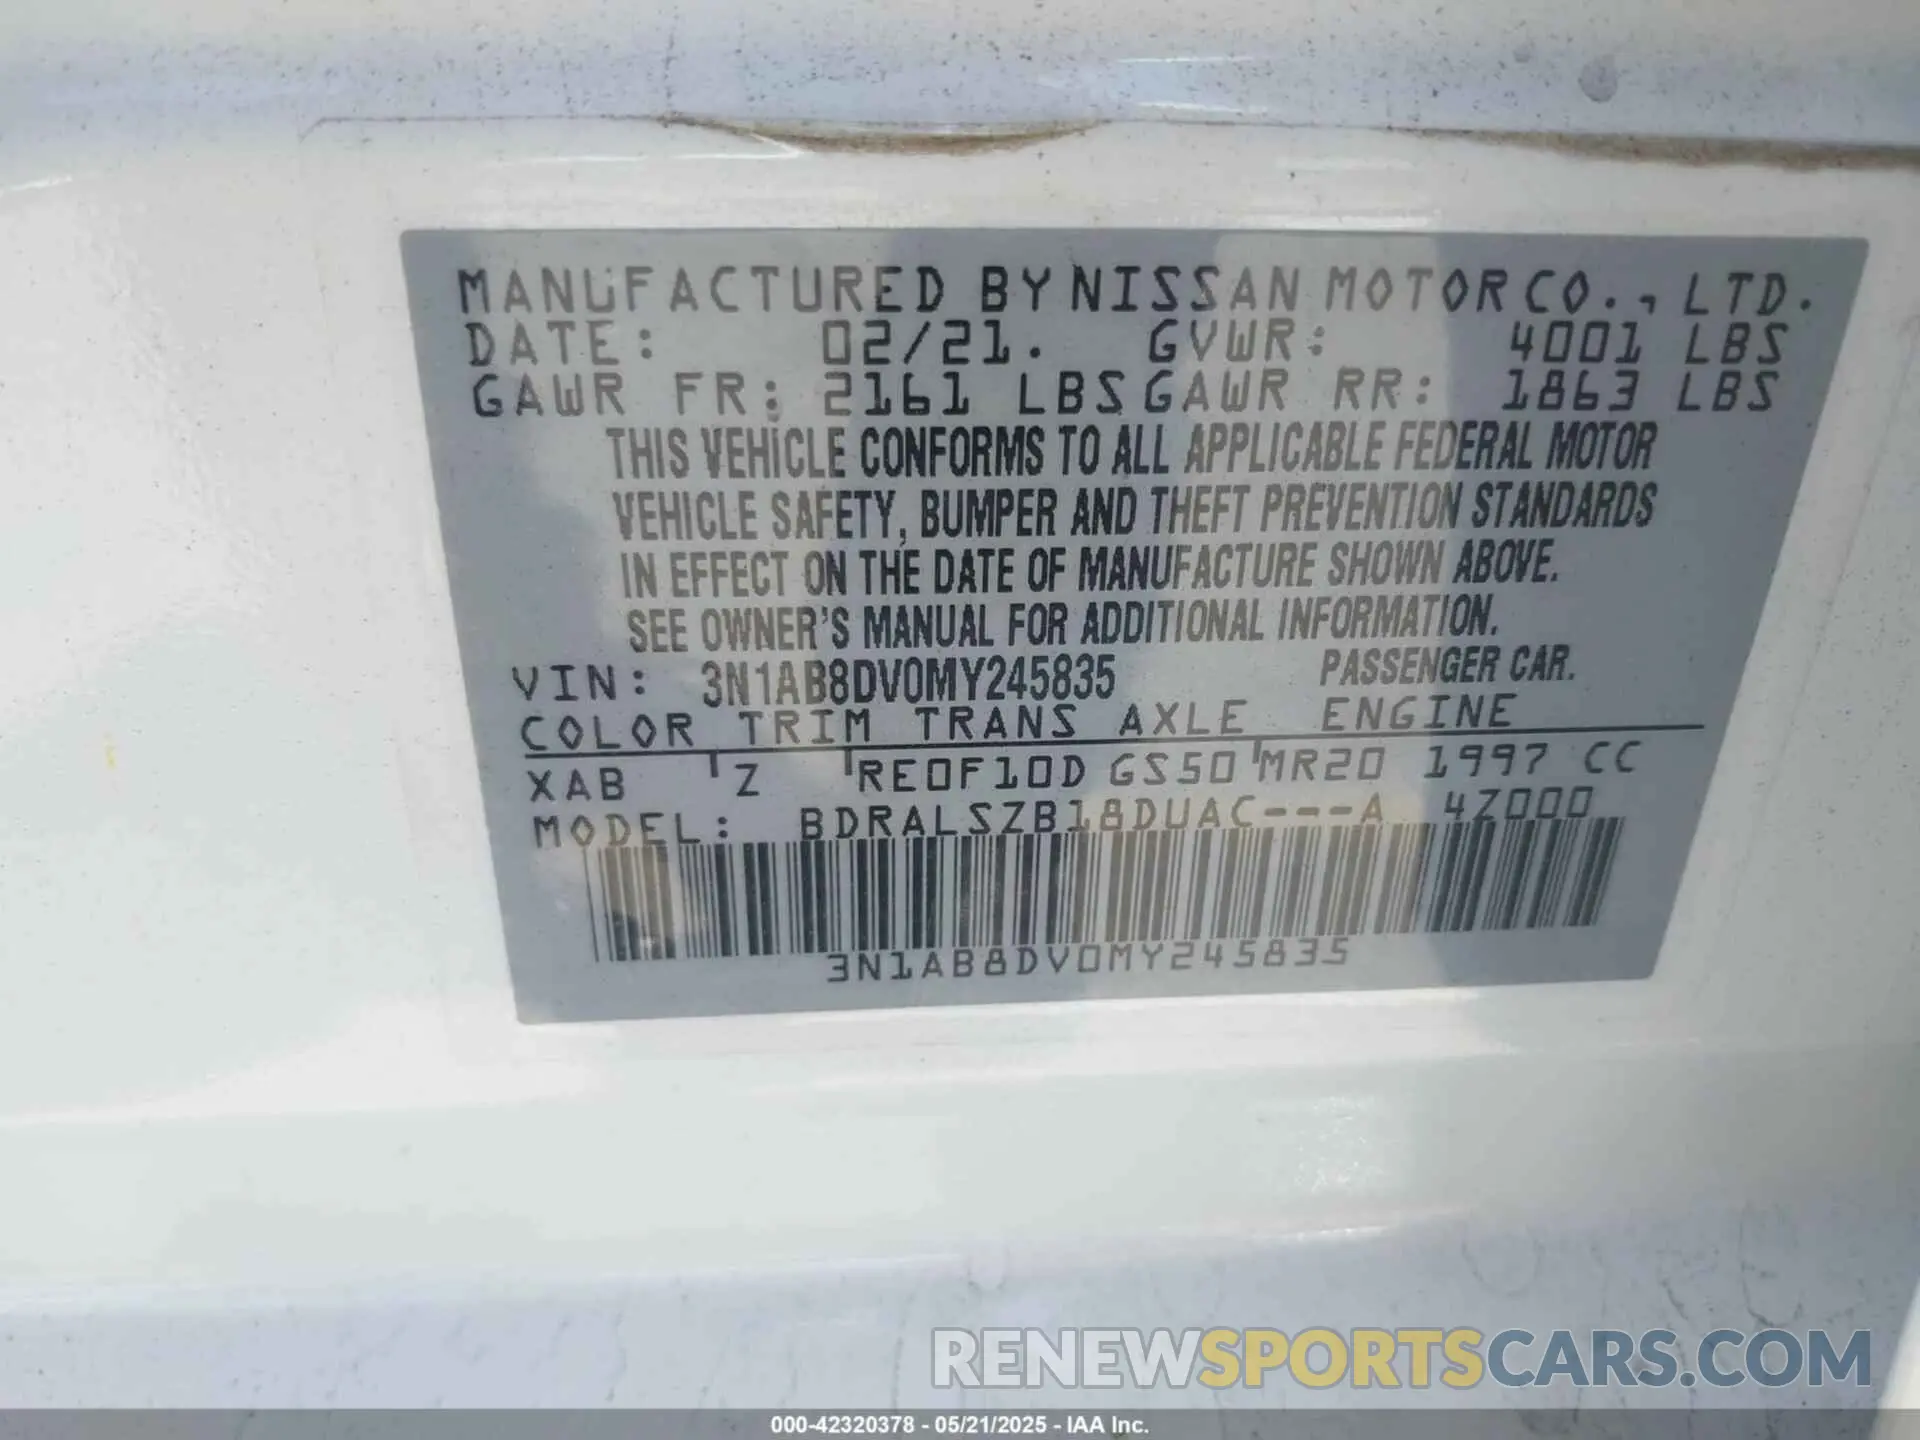 MANUFACTURED BY NISSAN MOTOR CO., LTD.
DATE: 02/21. GVWR: 4001 LBS
GAWR FR: 2161 LBS GAWR RR: 1863 LBS
THIS VEHICLE CONFORMS TO ALL APPLICABLE FEDERAL MOTOR
VEHICLE SAFETY, BUMPER AND THEFT PREVENTION STANDARDS
IN EFFECT ON THE DATE OF MANUFACTURE SHOWN ABOVE.
SEE OWNER'S MANUAL FOR ADDITIONAL INFORMATION.
VIN: 3N1AB8DV0MY245835 PASSENGER CAR.
COLOR TRIM TRANS AXLE ENGINE
XAB Z RE0F10D GS50 MR20 1997 CC
MODEL: BDRALSZB18DUAC---A 4Z000
3N1AB8DV0MY245835
RENEWSPORTSCARS.COM
000-42320378 - 05/21/2025 - IAA Inc.